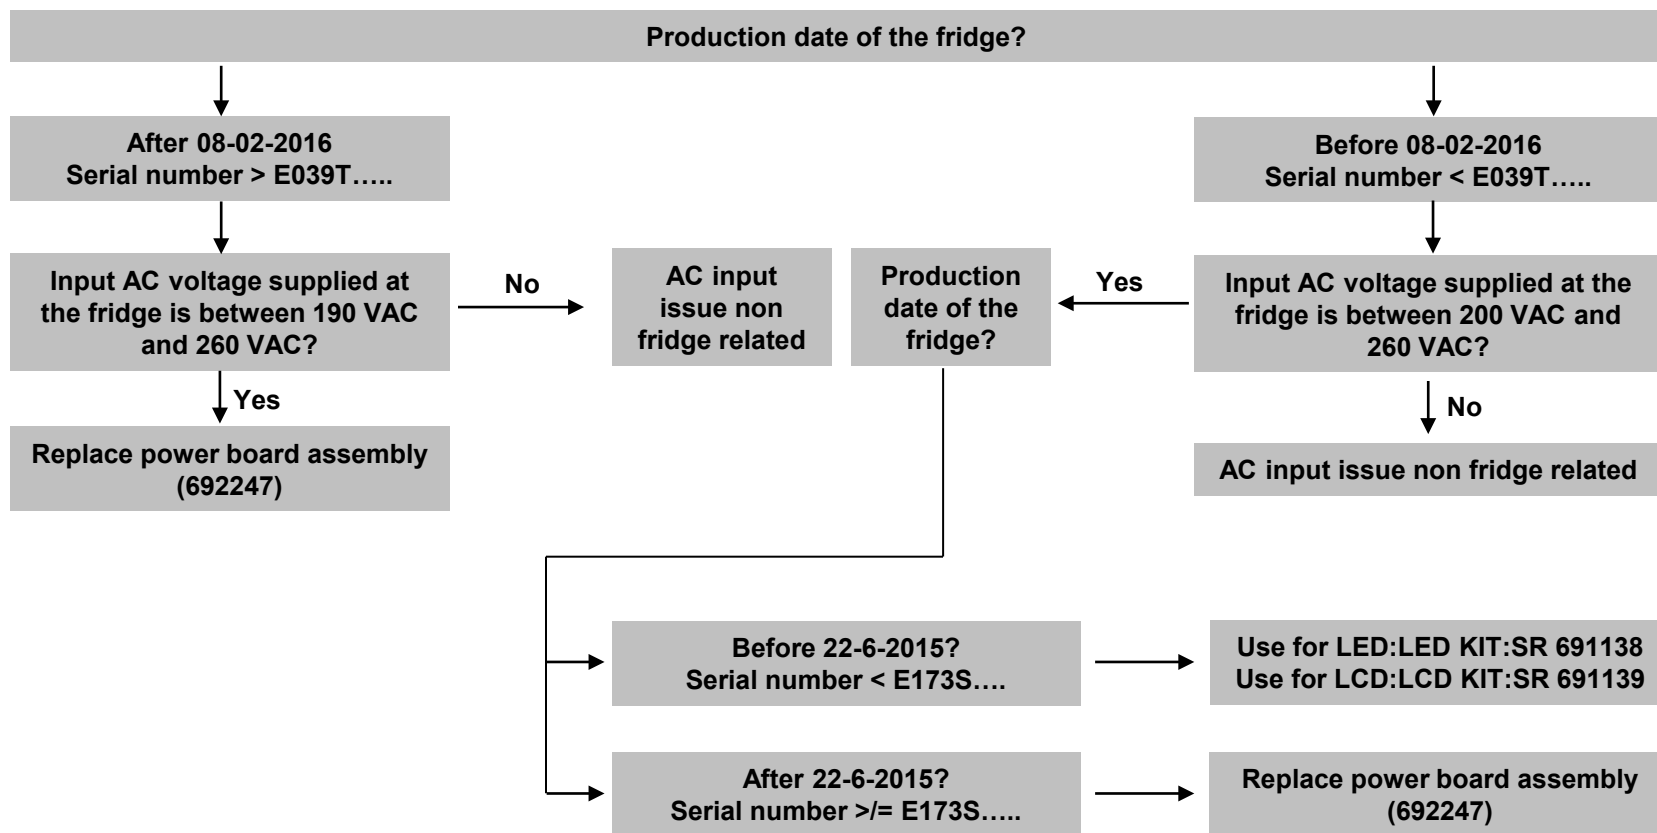 Production date of the fridge?
After 08-02-2016
Serial number > E039T…..
Before 08-02-2016
Serial number < E039T…..
Input AC voltage supplied at
the fridge is between 190 VAC
and 260 VAC?
No
AC input
issue non
fridge related
Production
date of the
fridge?
Yes
Input AC voltage supplied at the
fridge is between 200 VAC and
260 VAC?
Yes
No
Replace power board assembly
(692247)
AC input issue non fridge related
Before 22-6-2015?
Serial number < E173S….
Use for LED:LED KIT:SR 691138
Use for LCD:LCD KIT:SR 691139
After 22-6-2015?
Serial number >/= E173S…..
Replace power board assembly
(692247)